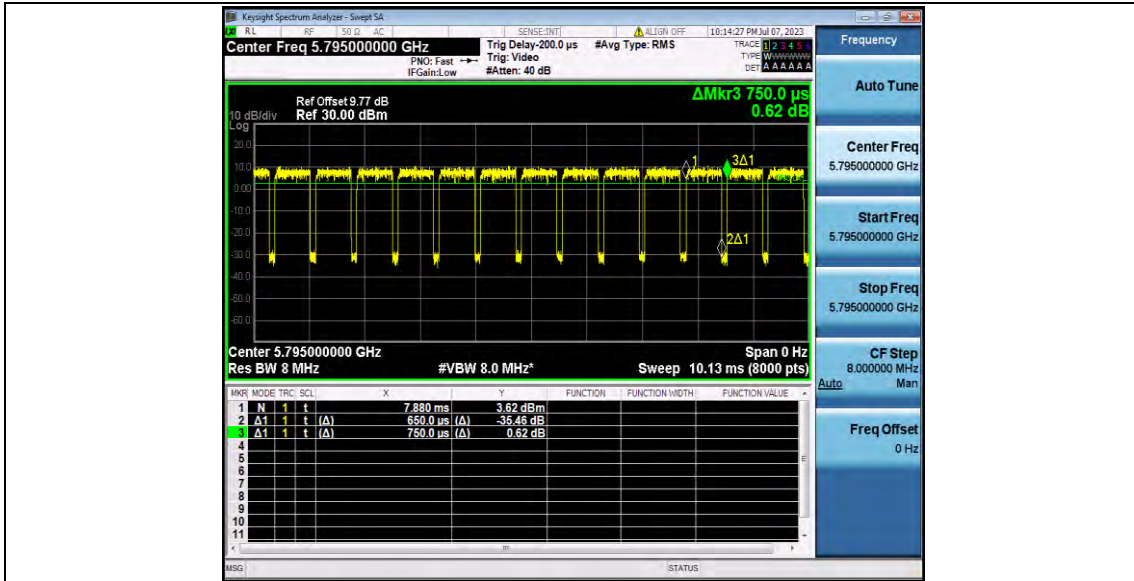 Keysight Spectrum Analyzer - Swept SA
RL RF 50 Ω AC SENSE:INT ALIGN OFF 10:14:27 PM Jul 07, 2023
Center Freq 5.795000000 GHz
Trig Delay-200.0 µs #Avg Type: RMS
TRACE 1 2 3 4 5 6
PNO: Fast Trig: Video
TYPE WWWWWW
IFGain:Low #Atten: 40 dB
DET A A A A A A
ΔMkr3 750.0 µs
0.62 dB
Ref Offset 9.77 dB
10 dB/div Ref 30.00 dBm
Log
20.0
10.0
0.00
-10.0
-20.0
-30.0
-40.0
-50.0
-60.0
1
3Δ1
2Δ1
Center 5.795000000 GHz Span 0 Hz
Res BW 8 MHz #VBW 8.0 MHz* Sweep 10.13 ms (8000 pts)
MKR MODE TRC SCL X Y FUNCTION FUNCTION WIDTH FUNCTION VALUE
1 N 1 t 7.880 ms 3.62 dBm
2 Δ1 1 t (Δ) 650.0 µs (Δ) -35.46 dB
3 Δ1 1 t (Δ) 750.0 µs (Δ) 0.62 dB
4
5
6
7
8
9
10
11
MSG STATUS
Frequency
Auto Tune
Center Freq
5.795000000 GHz
Start Freq
5.795000000 GHz
Stop Freq
5.795000000 GHz
CF Step
8.000000 MHz
Auto Man
Freq Offset
0 Hz